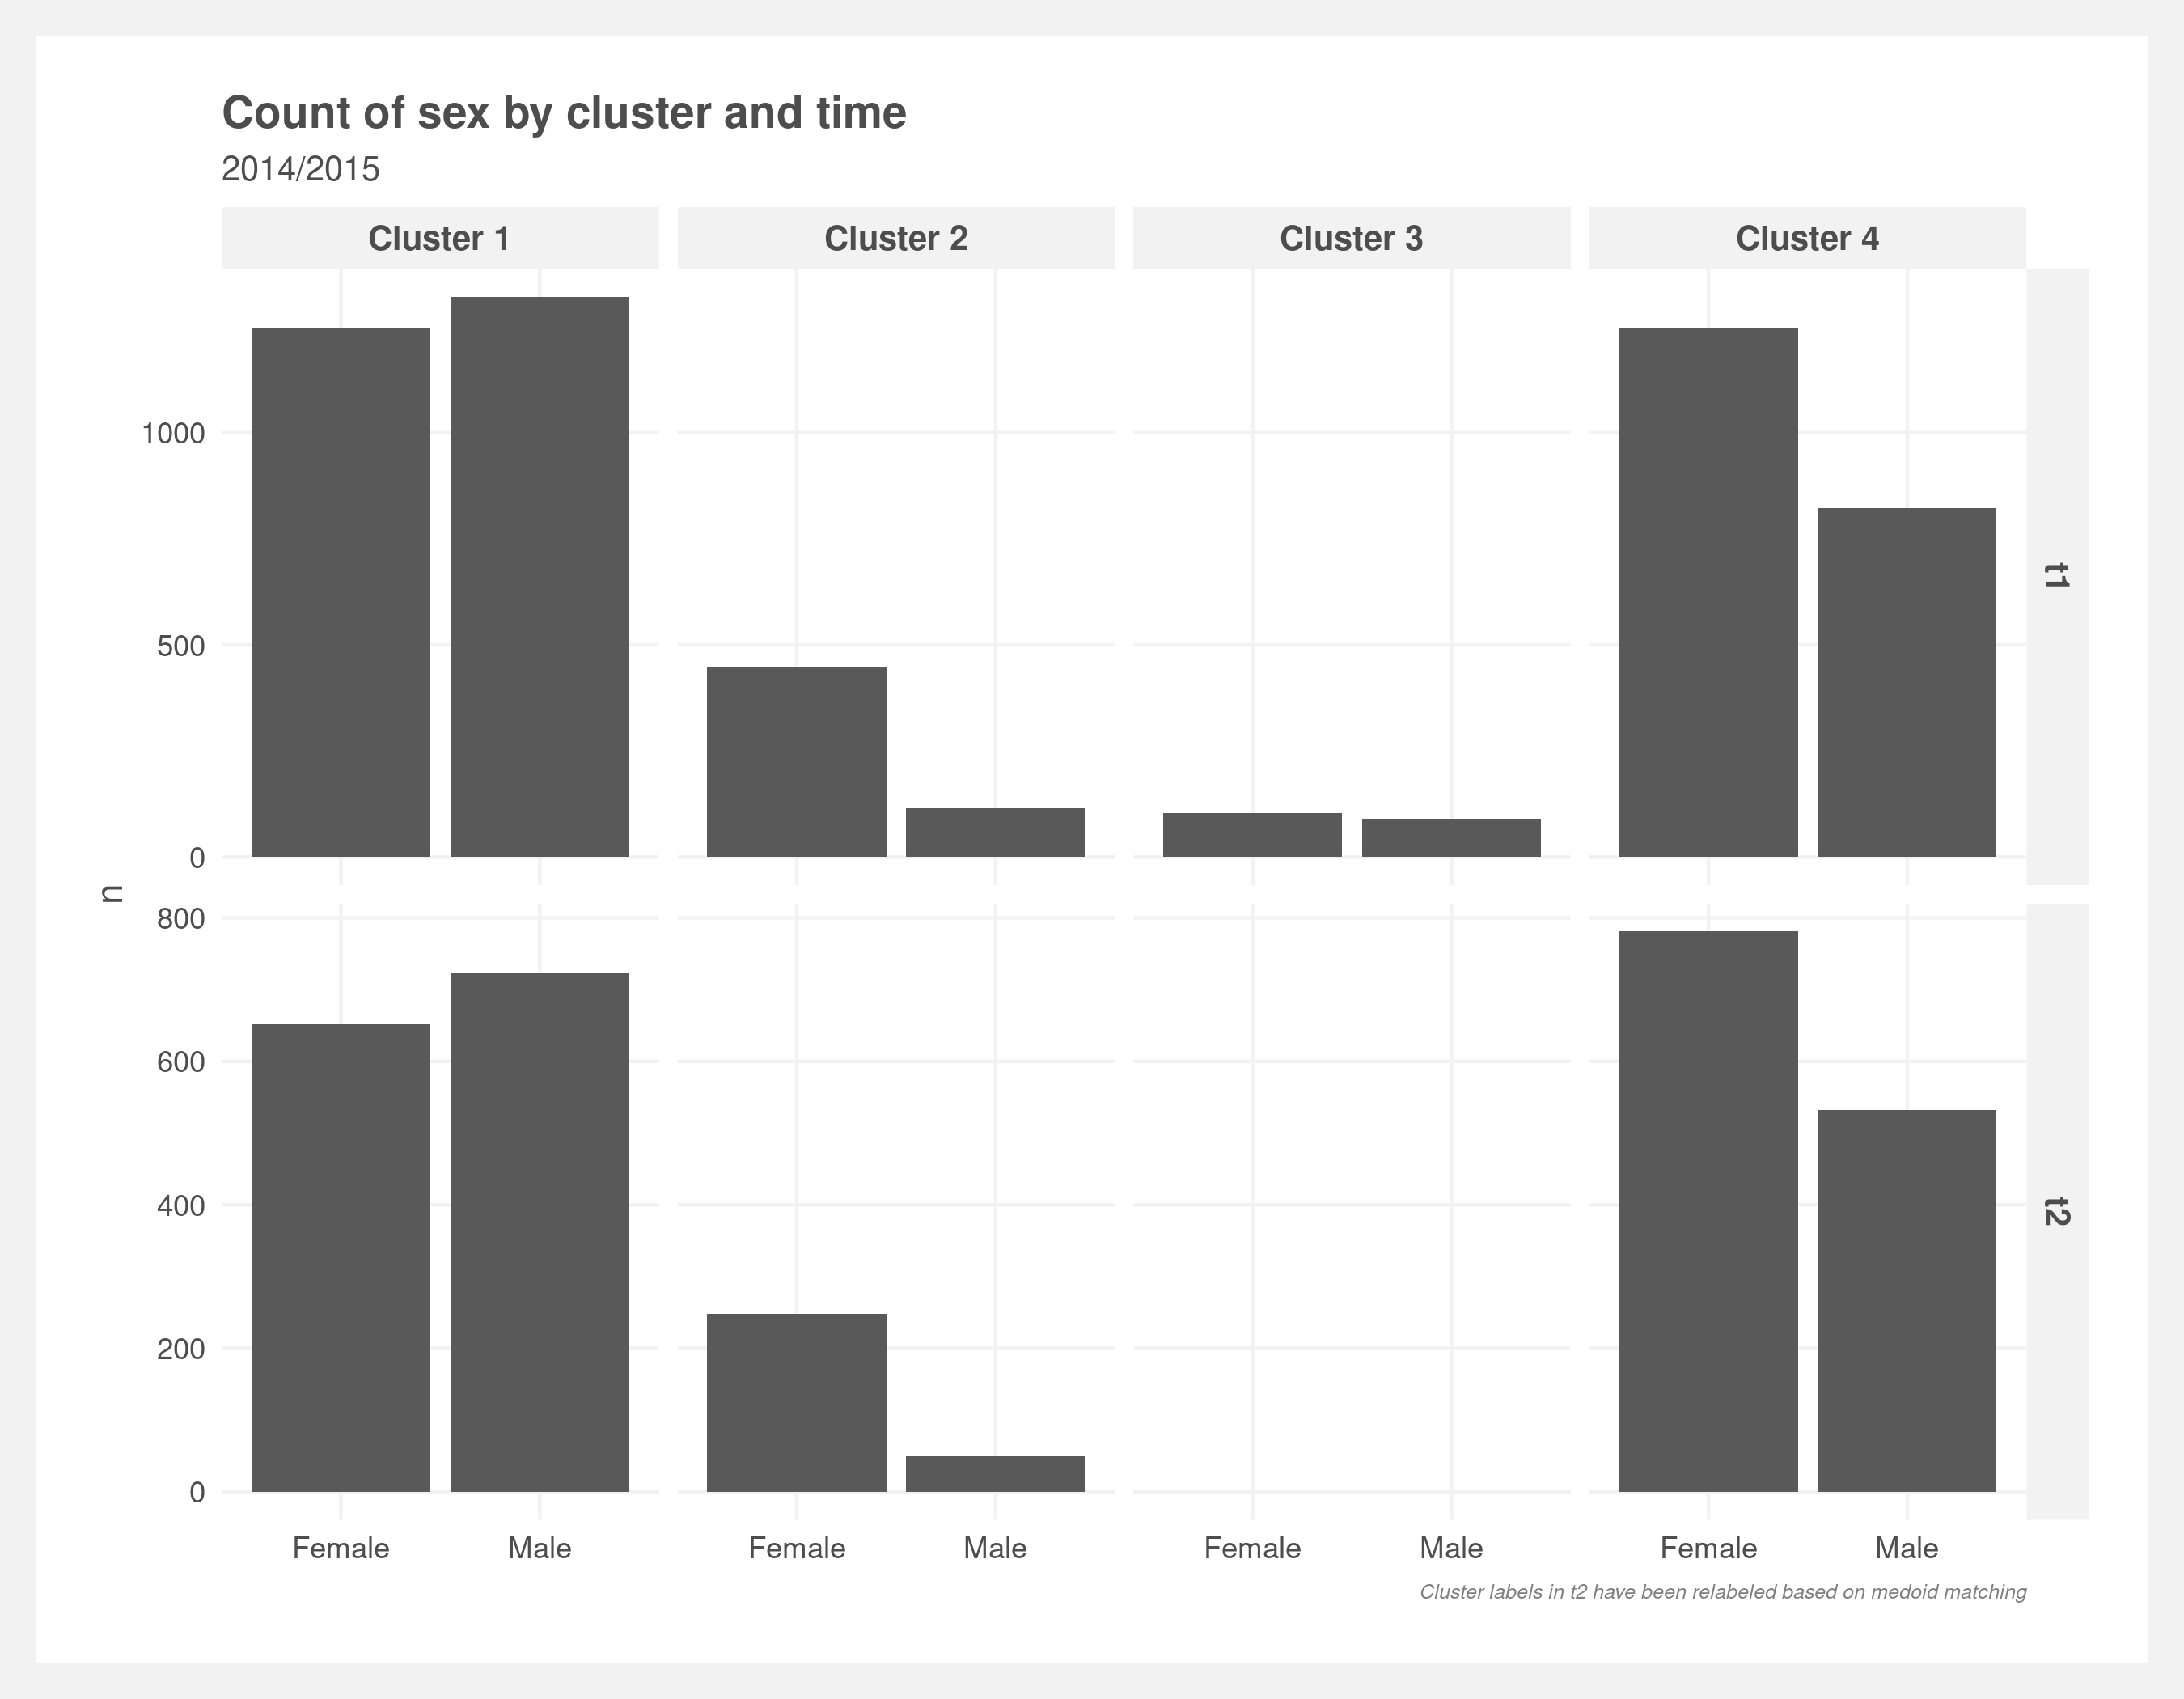 Count of sex by cluster and time
2014/2015
Cluster 1 Cluster 2 Cluster 3 Cluster 4
1000
500
0
t1
n
800
600
400
200
0
t2
Female Male Female Male Female Male Female Male
Cluster labels in t2 have been relabeled based on medoid matching